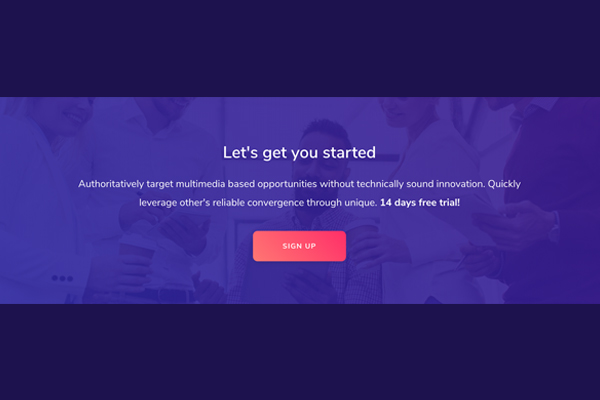 Let's get you started
Authoritatively target multimedia based opportunities without technically sound innovation. Quickly
leverage other's reliable convergence through unique. 14 days free trial!
SIGN UP